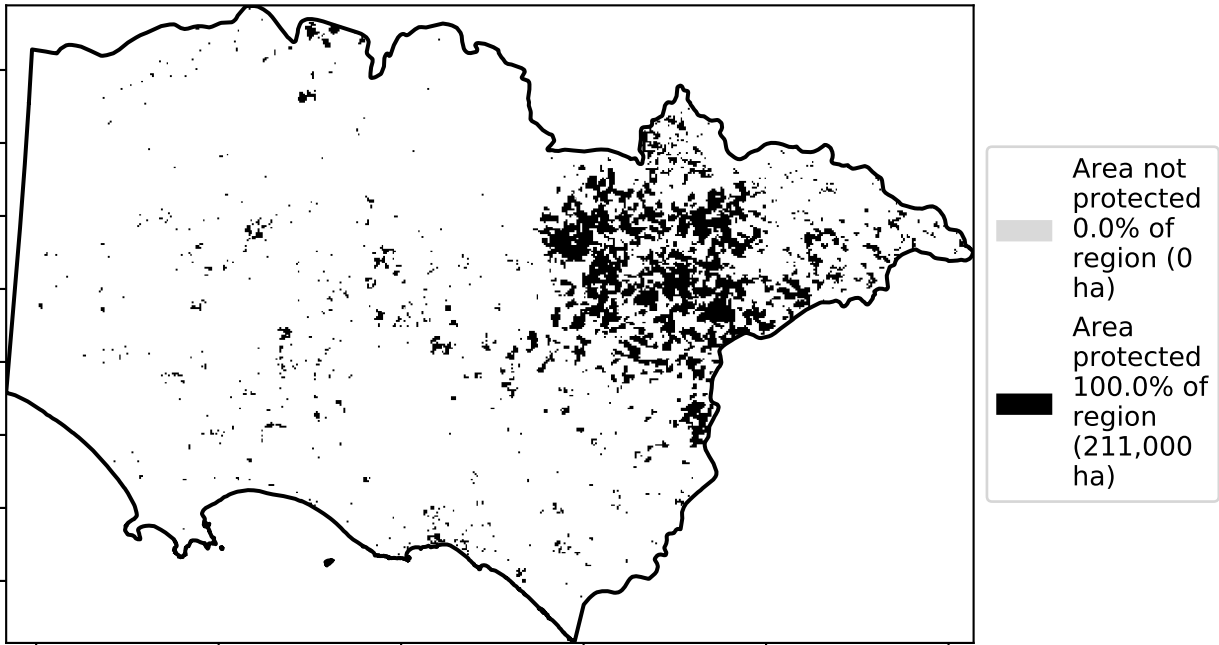 Area not
protected
0.0% of
region (0
ha)
Area
protected
100.0% of
region
(211,000
ha)